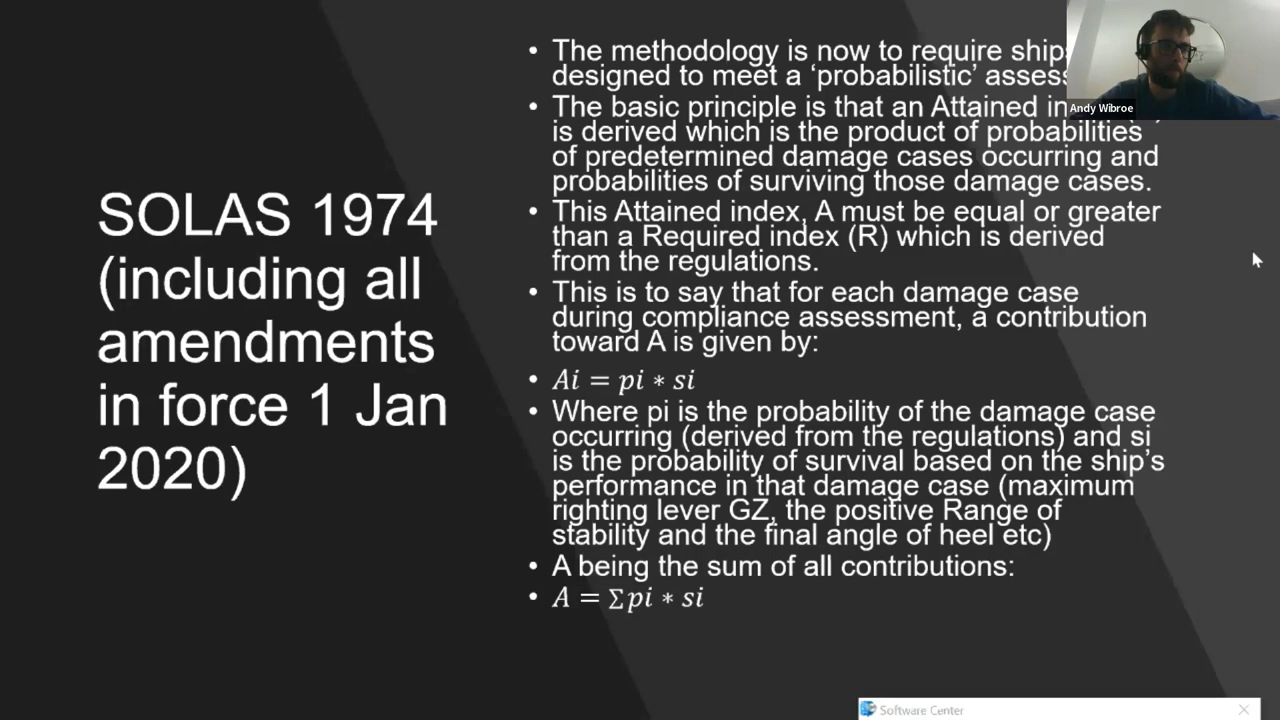 SOLAS 1974
(including all
amendments
in force 1 Jan
2020)
• The methodology is now to require ship
designed to meet a ‘probabilistic’ asses
• The basic principle is that an Attained in
is derived which is the product of probabilities
of predetermined damage cases occurring and
probabilities of surviving those damage cases.
• This Attained index, A must be equal or greater
than a Required index (R) which is derived
from the regulations.
• This is to say that for each damage case
during compliance assessment, a contribution
toward A is given by:
• Ai = pi * si
• Where pi is the probability of the damage case
occurring (derived from the regulations) and si
is the probability of survival based on the ship’s
performance in that damage case (maximum
righting lever GZ, the positive Range of
stability and the final angle of heel etc)
• A being the sum of all contributions:
• A = Σpi * si
Andy Wibroe
Software Center